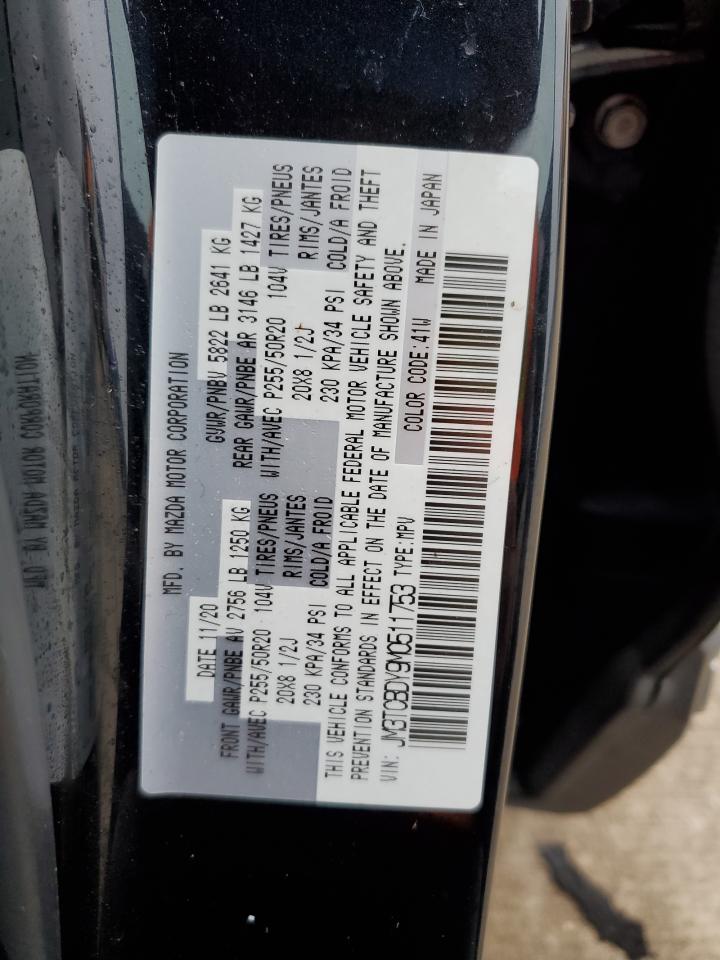 MFD. BY MAZDA MOTOR CORPORATION
DATE 11/20 GVWR/PNBV 5822 LB 2641 KG
FRONT GAWR/PNBE AV 2756 LB 1250 KG REAR GAWR/PNBE AR 3146 LB 1427 KG
WITH/AVEC P255/50R20 104V TIRES/PNEUS WITH/AVEC P255/50R20 104V TIRES/PNEUS
20X8 1/2J RIMS/JANTES 20X8 1/2J RIMS/JANTES
230 KPA/34 PSI COLD/A FROID 230 KPA/34 PSI COLD/A FROID
THIS VEHICLE CONFORMS TO ALL APPLICABLE FEDERAL MOTOR VEHICLE SAFETY AND THEFT
PREVENTION STANDARDS IN EFFECT ON THE DATE OF MANUFACTURE SHOWN ABOVE.
VIN: JM3TCBDY9M0511753 TYPE:MPV COLOR CODE:41W MADE IN JAPAN